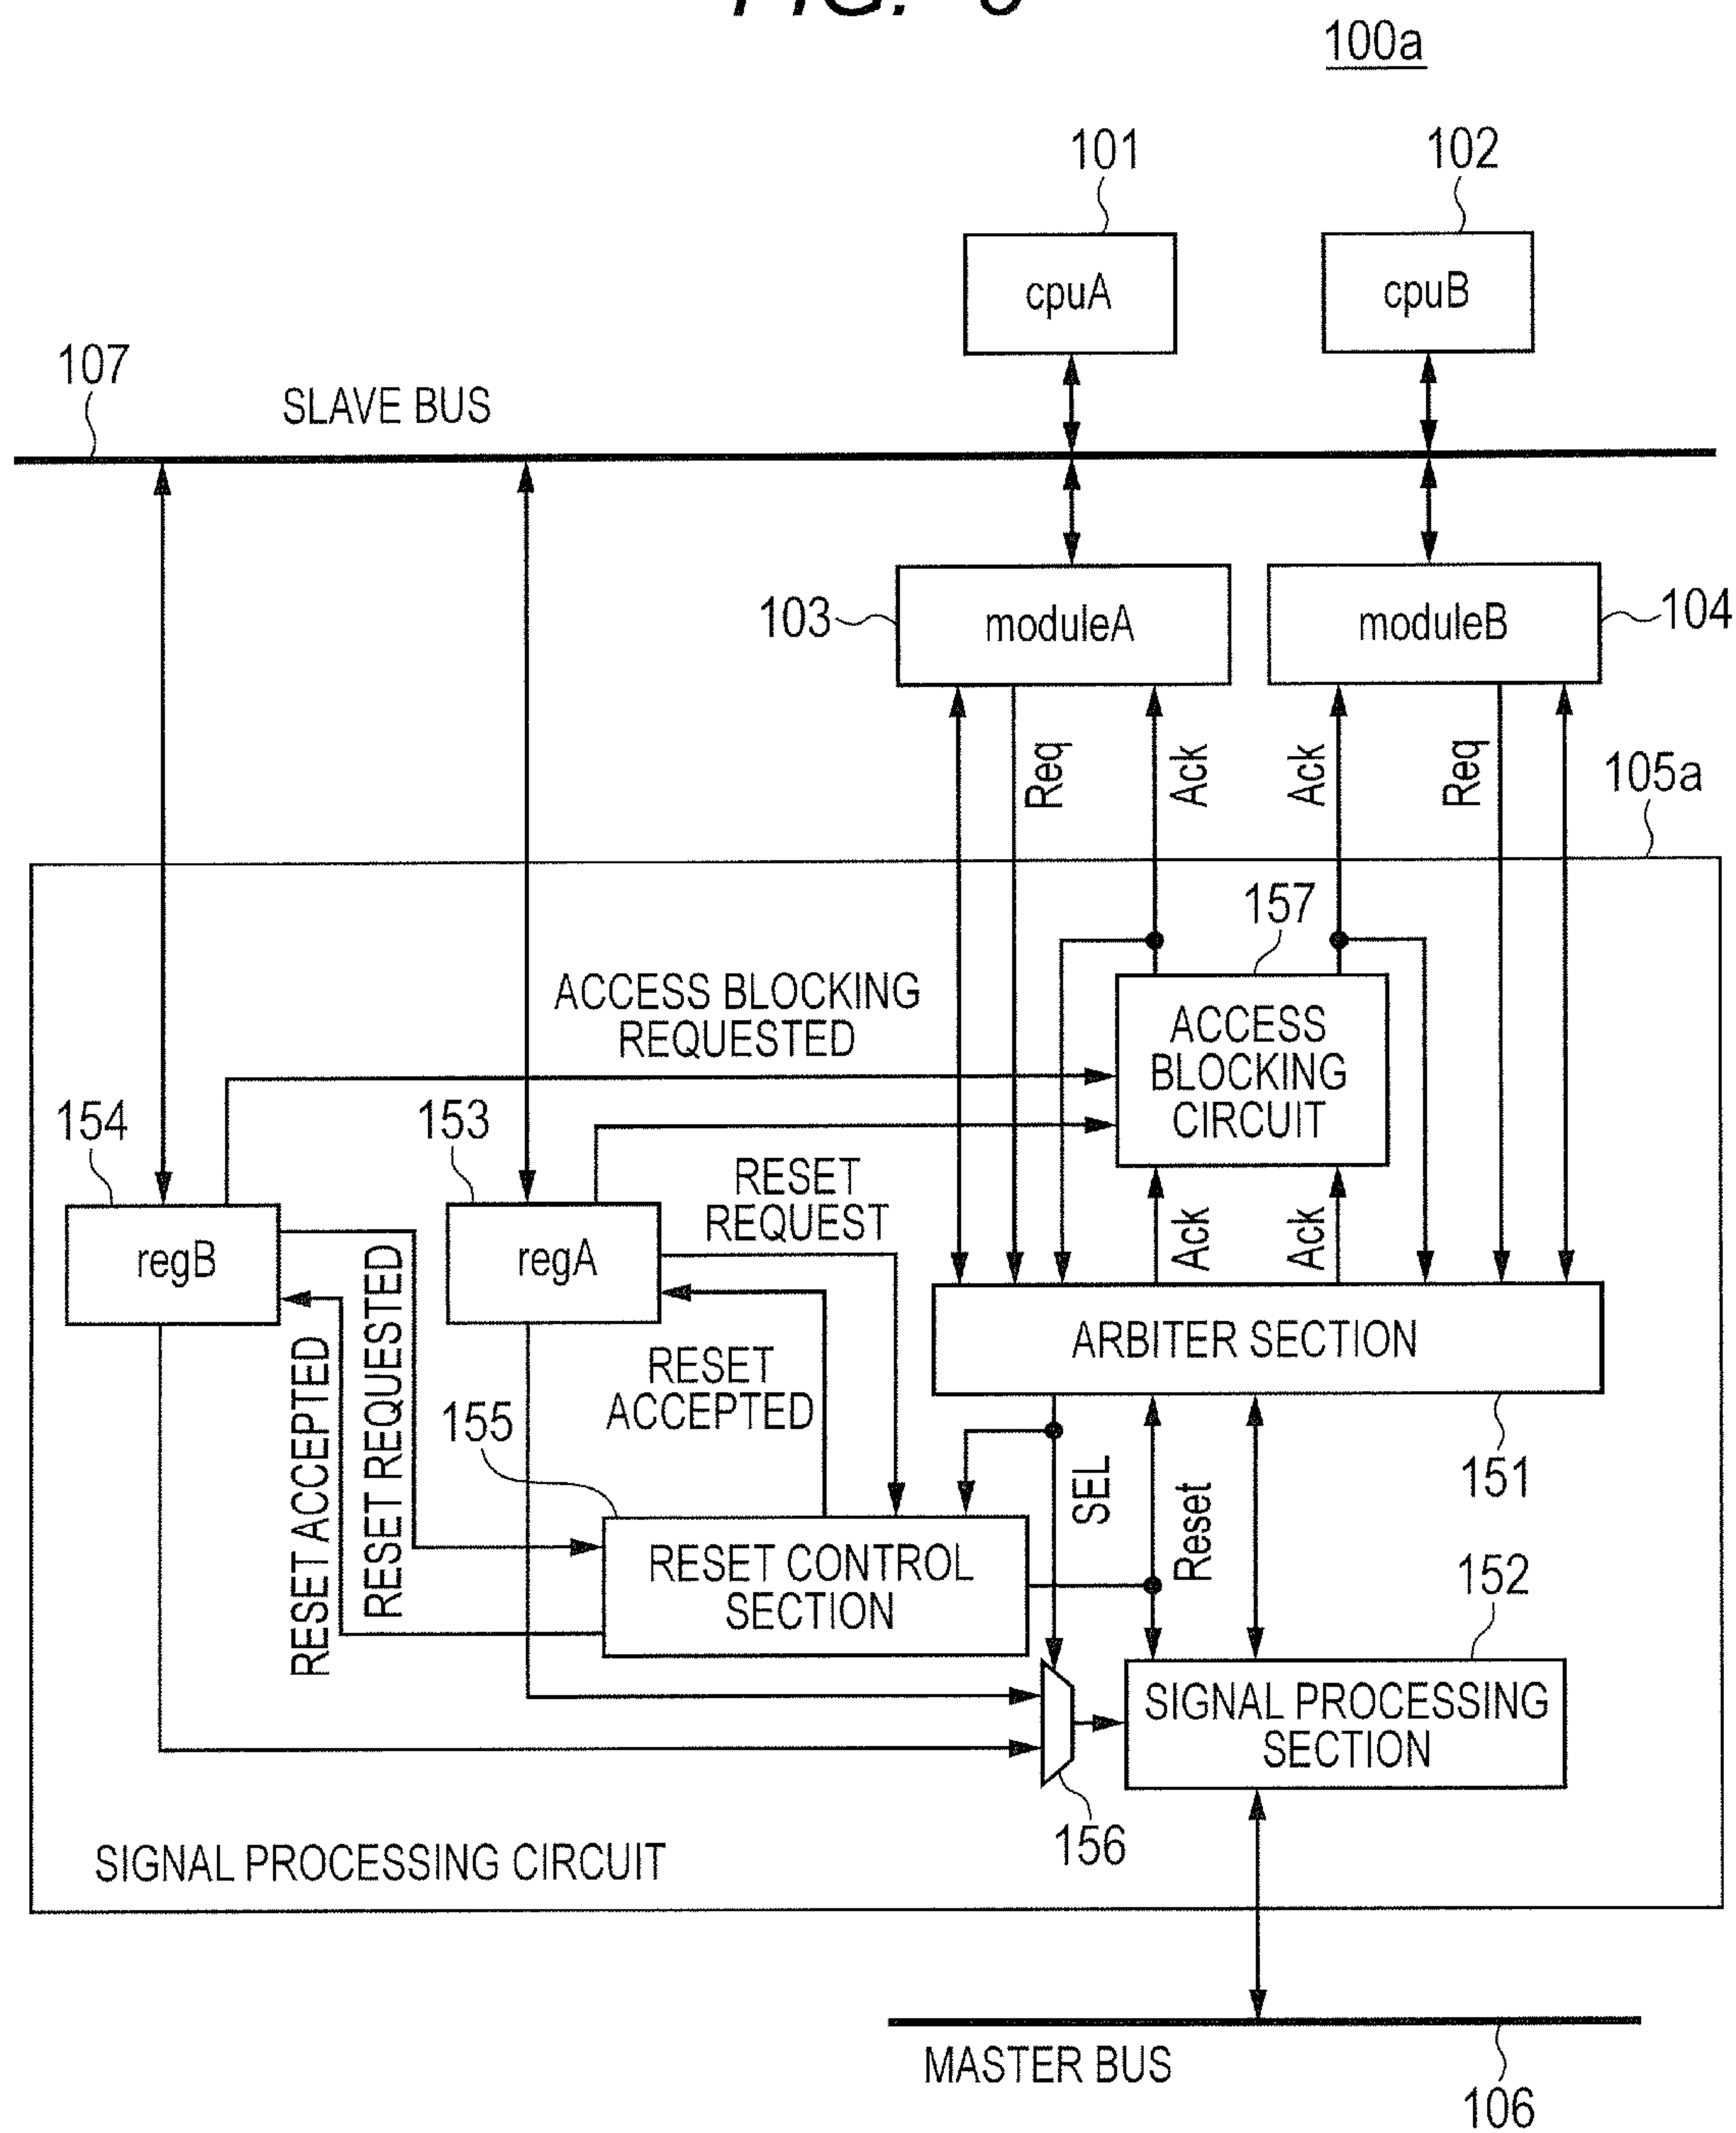 100a
101
102
cpuA
cpuB
107
SLAVE BUS
103
moduleA
moduleB
104
Req
Ack
Ack
Req
105a
157
ACCESS BLOCKING
REQUESTED
ACCESS
BLOCKING
CIRCUIT
154
153
RESET
REQUEST
regB
regA
Ack
Ack
RESET ACCEPTED
RESET REQUESTED
RESET
ACCEPTED
ARBITER SECTION
155
151
SEL
Reset
RESET CONTROL
SECTION
152
SIGNAL PROCESSING
SECTION
156
SIGNAL PROCESSING CIRCUIT
MASTER BUS
106